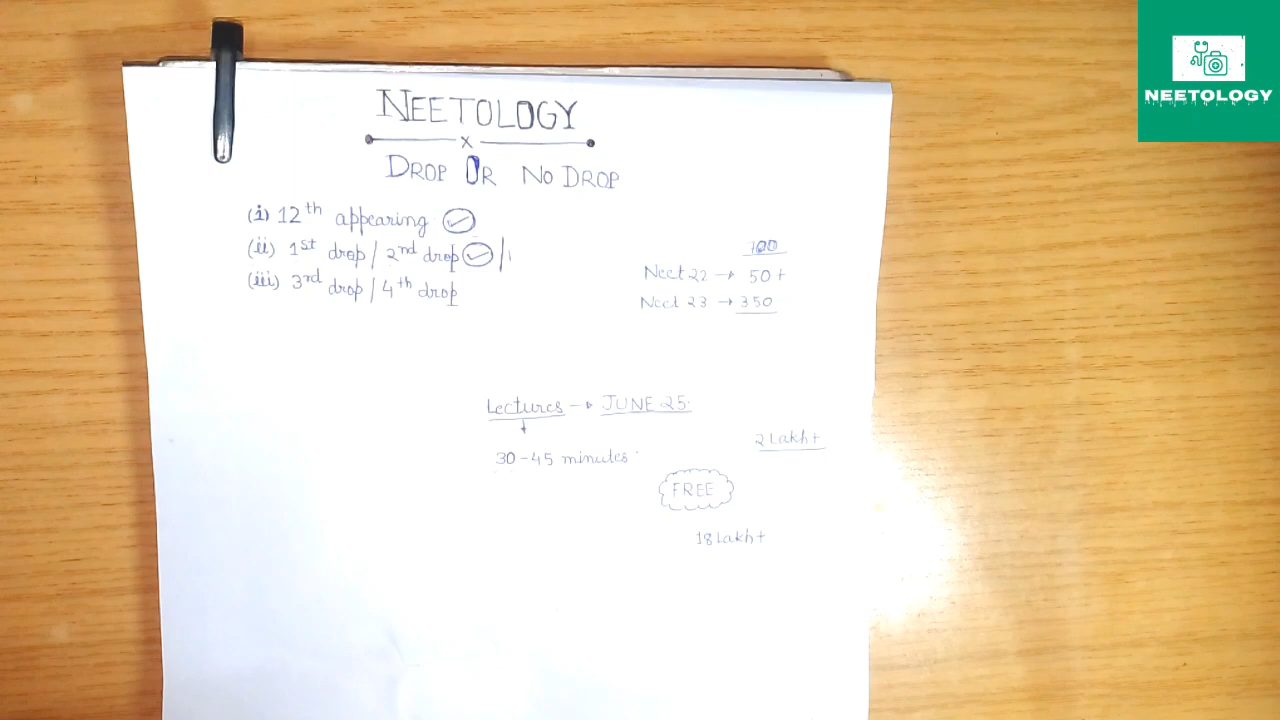 NEETOLOGY
NEETOLOGY
x
DROP OR NO DROP
(i) 12th appearing
(ii) 1st drop / 2nd drop /
(iii) 3rd drop / 4th drop
Neet 22 → 50+
Neet 23 → 350
Lectures → JUNE 25.
30-45 minutes
2 Lakh+
FREE
18 Lakh+